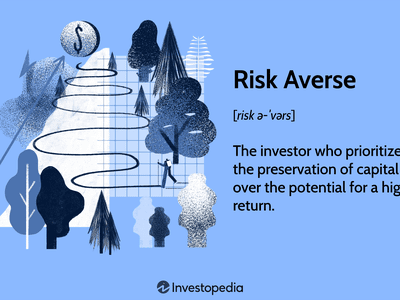 $
Risk Averse
[risk ə-ˈvərs]
The investor who prioritize
the preservation of capital
over the potential for a hig
return.
Investopedia